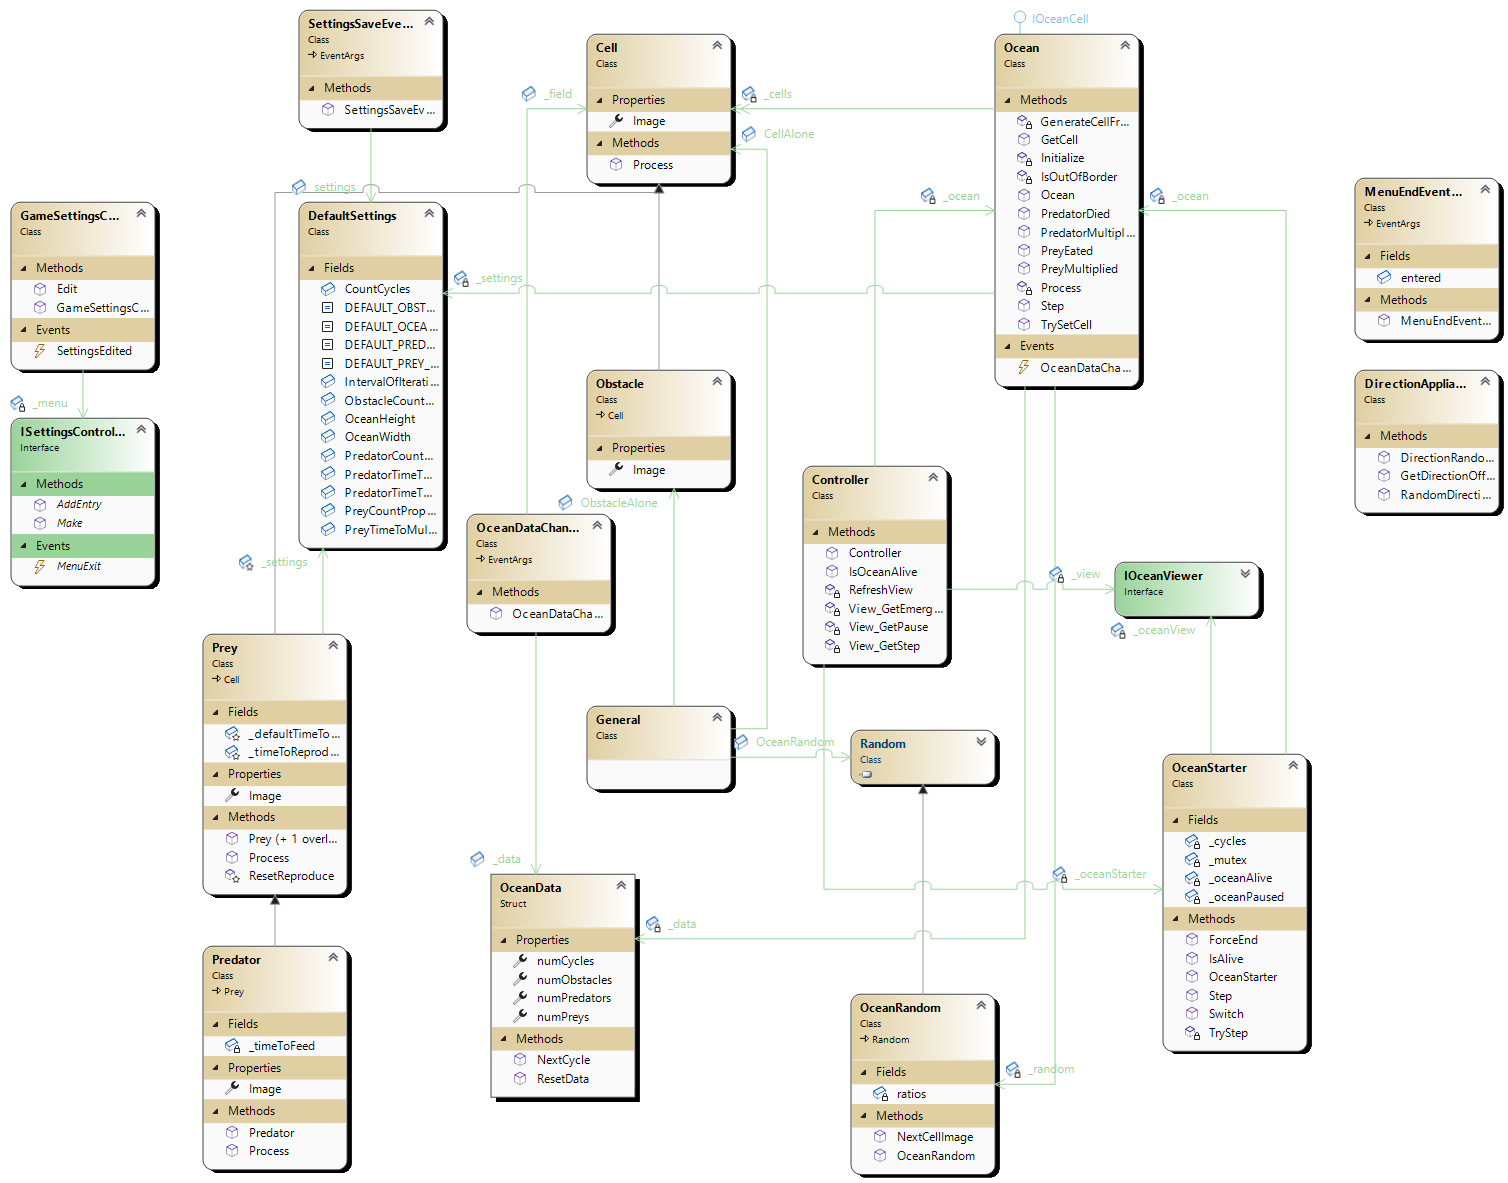 SettingsSaveEve...
Class
EventArgs
Methods
SettingsSaveEv...
Cell
Class
Properties
Image
Methods
Process
IOceanCell
Ocean
Class
Methods
GenerateCellFr...
GetCell
Initialize
IsOutOfBorder
Ocean
PredatorDied
PredatorMultipl...
PreyEated
PreyMultiplied
Process
Step
TrySetCell
Events
OceanDataCha...
_field
_cells
CellAlone
_settings
_ocean
_ocean
_settings
GameSettingsC...
Class
Methods
Edit
GameSettingsC...
Events
SettingsEdited
_menu
ISettingsControl...
Interface
Methods
AddEntry
Make
Events
MenuExit
DefaultSettings
Class
Fields
CountCycles
DEFAULT_OBST...
DEFAULT_OCEA...
DEFAULT_PRED...
DEFAULT_PREY_...
IntervalOfIterati...
ObstacleCount...
OceanHeight
OceanWidth
PredatorCount...
PredatorTimeT...
PredatorTimeT...
PreyCountProp...
PreyTimeToMul...
MenuEndEvent...
Class
EventArgs
Fields
entered
Methods
MenuEndEvent...
Obstacle
Class
Cell
Properties
Image
ObstacleAlone
DirectionApplia...
Class
Methods
DirectionRando...
GetDirectionOff...
RandomDirecti...
Controller
Class
Methods
Controller
IsOceanAlive
RefreshView
View_GetEmerg...
View_GetPause
View_GetStep
OceanDataChan...
Class
EventArgs
Methods
OceanDataCha...
_settings
_view
IOceanViewer
Interface
_oceanView
Prey
Class
Cell
Fields
_defaultTimeTo...
_timeToReprod...
Properties
Image
Methods
Prey (+ 1 overl...
Process
ResetReproduce
General
Class
OceanRandom
Random
Class
OceanStarter
Class
Fields
_cycles
_mutex
_oceanAlive
_oceanPaused
Methods
ForceEnd
IsAlive
OceanStarter
Step
Switch
TryStep
_data
_oceanStarter
OceanData
Struct
Properties
numCycles
numObstacles
numPredators
numPreys
Methods
NextCycle
ResetData
_data
Predator
Class
Prey
Fields
_timeToFeed
Properties
Image
Methods
Predator
Process
OceanRandom
Class
Random
Fields
ratios
Methods
NextCellImage
OceanRandom
_random